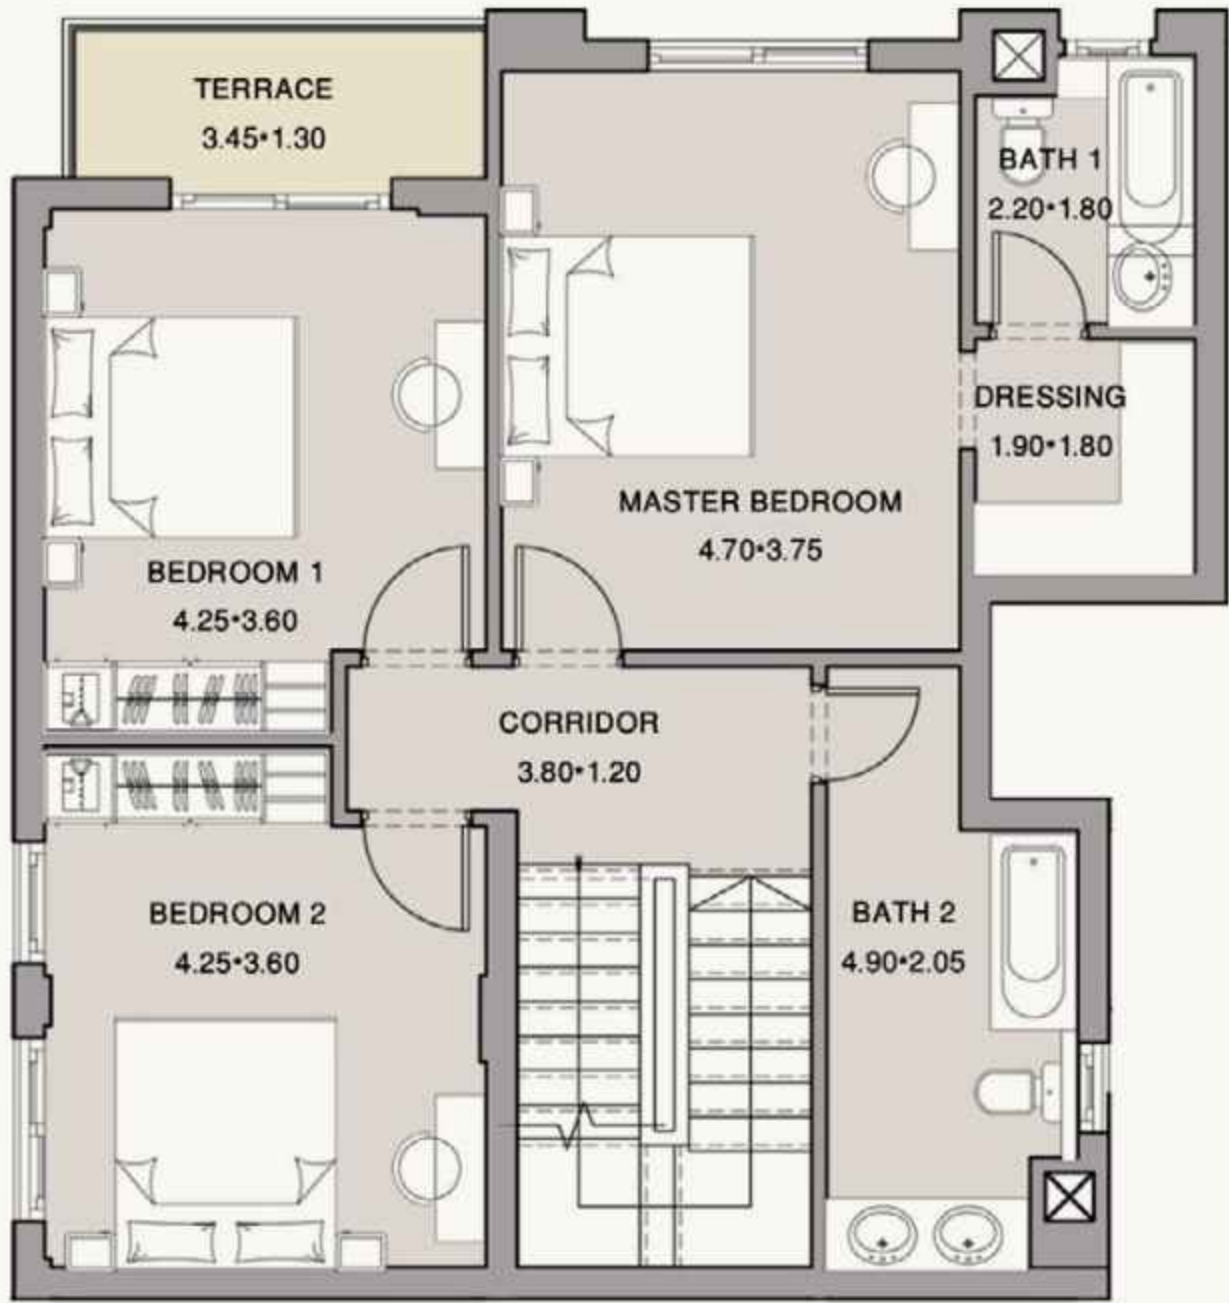 TERRACE
3.45*1.30
BATH 1
2.20*1.80
DRESSING
1.90*1.80
MASTER BEDROOM
4.70*3.75
BEDROOM 1
4.25*3.60
CORRIDOR
3.80*1.20
BEDROOM 2
4.25*3.60
BATH 2
4.90*2.05